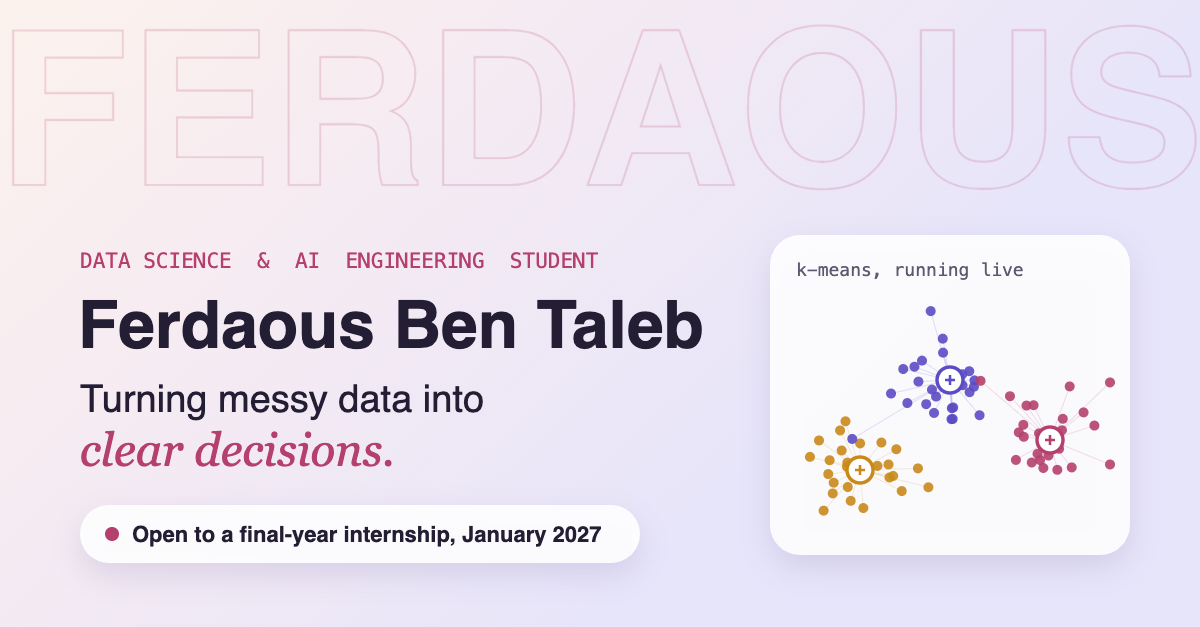 FERDAOUS
DATA SCIENCE & AI ENGINEERING STUDENT
Ferdaous Ben Taleb
Turning messy data into
clear decisions.
Open to a final-year internship, January 2027
k-means, running live